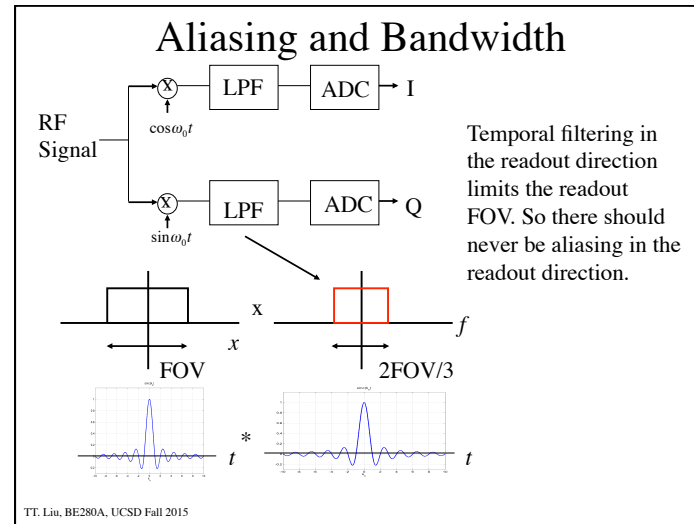 Aliasing and Bandwidth
RF
Signal
X
LPF
ADC
I
cosω₀t
X
LPF
ADC
Q
sinω₀t
Temporal filtering in
the readout direction
limits the readout
FOV. So there should
never be aliasing in the
readout direction.
x
x
f
FOV
2FOV/3
*
t
t
TT. Liu, BE280A, UCSD Fall 2015